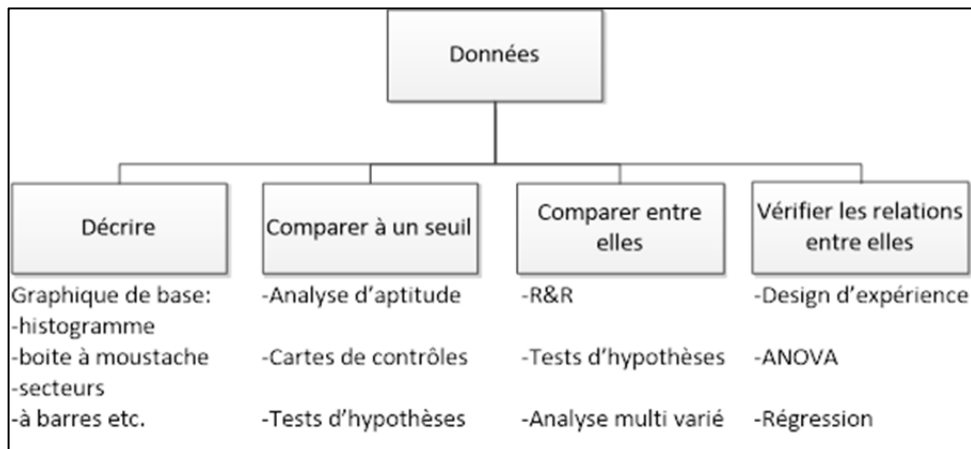 Données
Décrire
Graphique de base:
-histogramme
-boite à moustache
-secteurs
-à barres etc.
Comparer à un seuil
-Analyse d'aptitude
-Cartes de contrôles
-Tests d'hypothèses
Comparer entre
elles
-R&R
-Tests d'hypothèses
-Analyse multi varié
Vérifier les relations
entre elles
-Design d'expérience
-ANOVA
-Régression